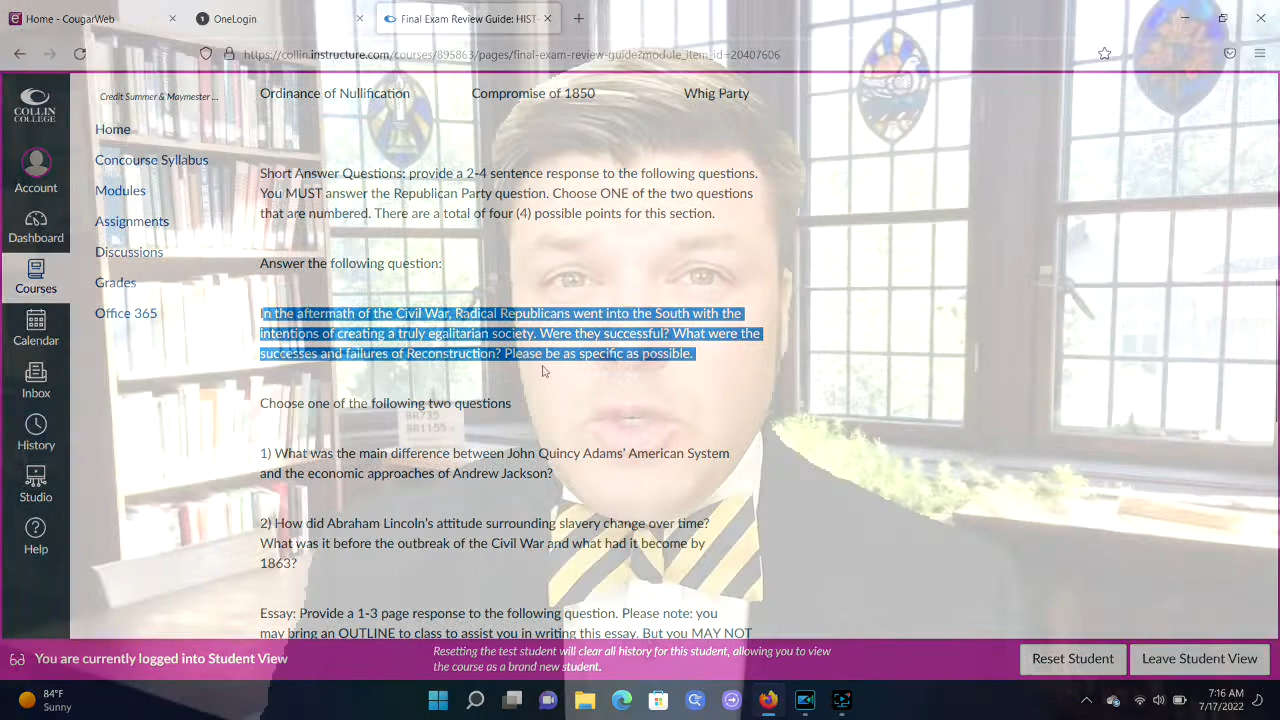 Home - CougarWeb
OneLogin
Final Exam Review Guide: HIST-
https://collin.instructure.com/courses/895863/pages/final-exam-review-guide?module_item_id=20407606
COLLIN
COLLEGE
Account
Dashboard
Courses
Calendar
Inbox
History
Studio
Help
Credit Summer & Maymester ...
Home
Concourse Syllabus
Modules
Assignments
Discussions
Grades
Office 365
Ordinance of Nullification Compromise of 1850 Whig Party
Short Answer Questions: provide a 2-4 sentence response to the following questions.
You MUST answer the Republican Party question. Choose ONE of the two questions
that are numbered. There are a total of four (4) possible points for this section.
Answer the following question:
In the aftermath of the Civil War, Radical Republicans went into the South with the
intentions of creating a truly egalitarian society. Were they successful? What were the
successes and failures of Reconstruction? Please be as specific as possible.
Choose one of the following two questions
BR735
1) What was the main difference between John Quincy Adams' American System
and the economic approaches of Andrew Jackson?
2) How did Abraham Lincoln's attitude surrounding slavery change over time?
What was it before the outbreak of the Civil War and what had it become by
1863?
Essay: Provide a 1-3 page response to the following question. Please note: you
may bring an OUTLINE to class to assist you in writing this essay. But you MAY NOT
You are currently logged into Student View
Resetting the test student will clear all history for this student, allowing you to view
the course as a brand new student.
Reset Student
Leave Student View
84°F
Sunny
7:16 AM
7/17/2022